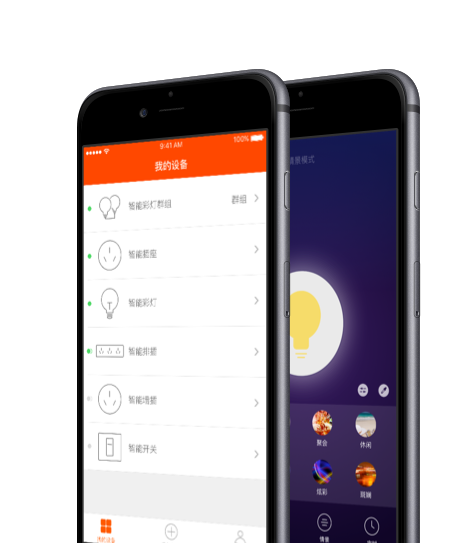 9:41 AM
100%
我的设备
智能彩灯群组
群组
智能插座
智能彩灯
智能排插
智能墙插
智能开关
我的设备
情景模式
聚会
休闲
炫彩
斑斓
情景